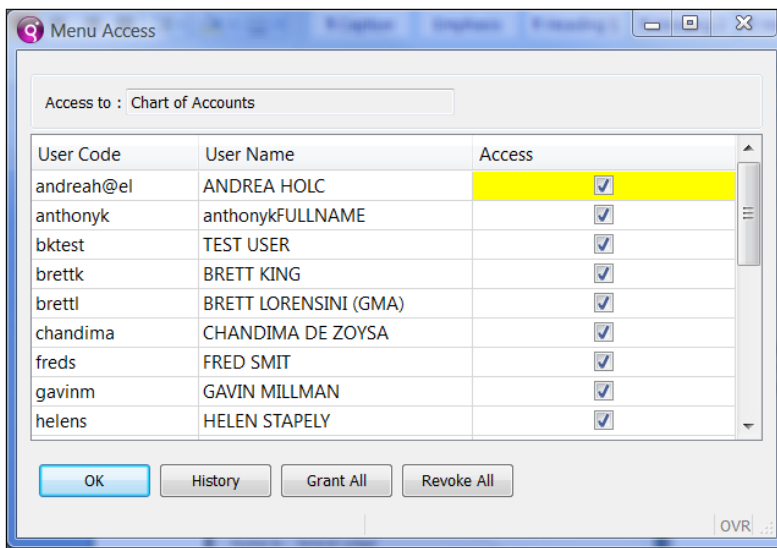 Menu Access
Access to : Chart of Accounts
User Code User Name Access
andreah@el ANDREA HOLC
anthonyk anthonykFULLNAME
bktest TEST USER
brettk BRETT KING
brettl BRETT LORENSINI (GMA)
chandima CHANDIMA DE ZOYSA
freds FRED SMIT
gavinm GAVIN MILLMAN
helens HELEN STAPELY
OK History Grant All Revoke All
OVR